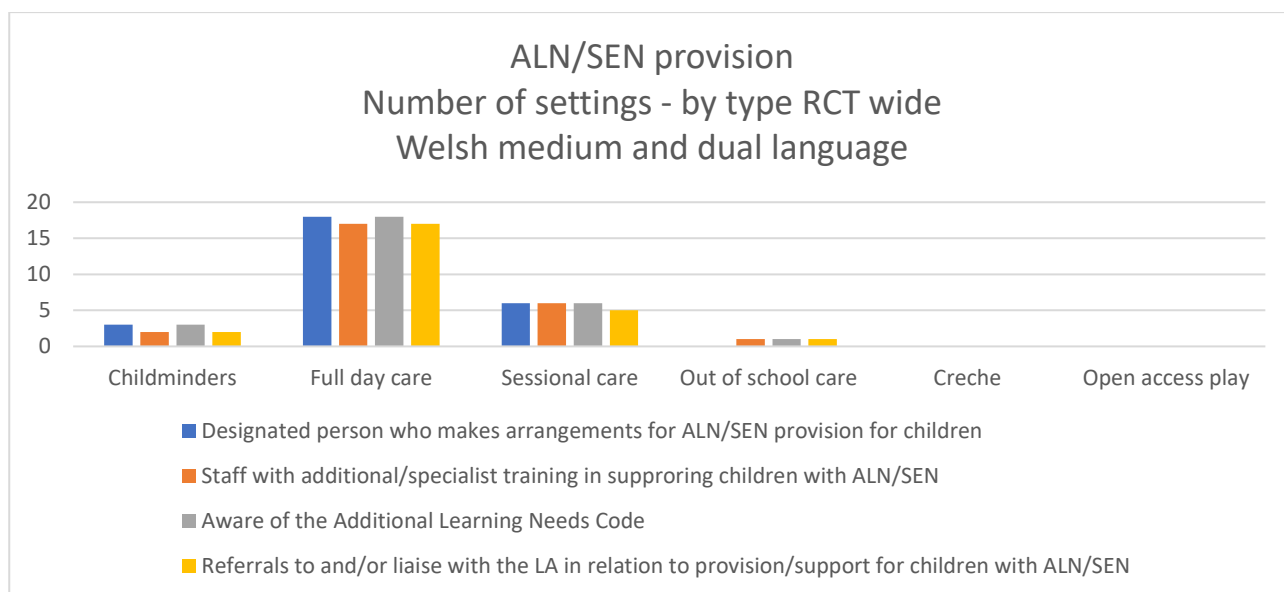 ALN/SEN provision
Number of settings - by type RCT wide
Welsh medium and dual language
20
15
10
5
0
Childminders Full day care Sessional care Out of school care Creche Open access play
Designated person who makes arrangements for ALN/SEN provision for children
Staff with additional/specialist training in supproring children with ALN/SEN
Aware of the Additional Learning Needs Code
Referrals to and/or liaise with the LA in relation to provision/support for children with ALN/SEN